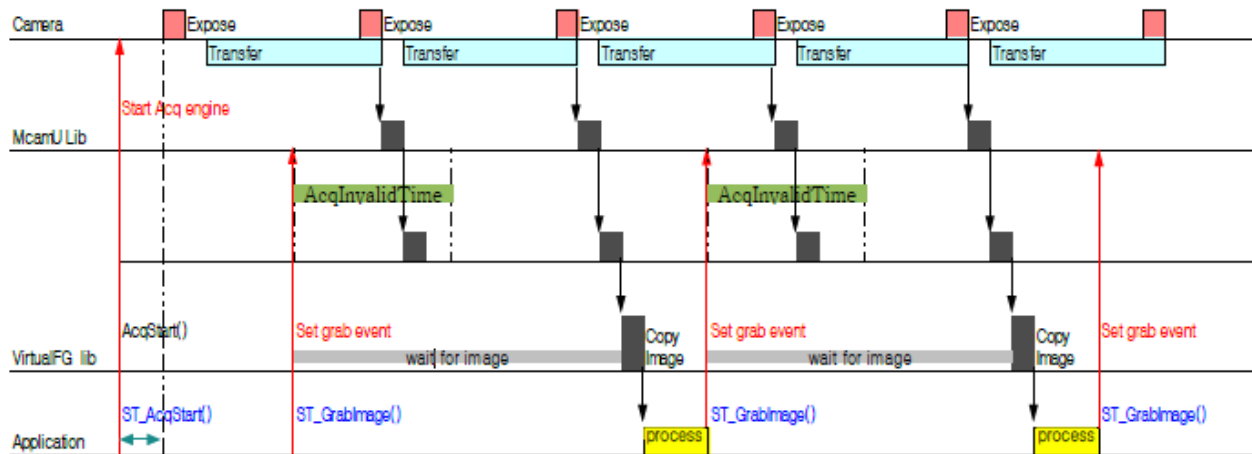 Camera
Expose Expose Expose Expose Expose
Transfer Transfer Transfer Transfer Transfer
Start Acq engine
McamU Lib
AcqInvalidTime AcqInvalidTime
AcqStart() Set grab event Copy Image Set grab event Copy Image Set grab event
VirtualFG lib wait for image wait for image
ST_AcqStart() ST_GrabImage() ST_GrabImage() ST_GrabImage()
Application process process